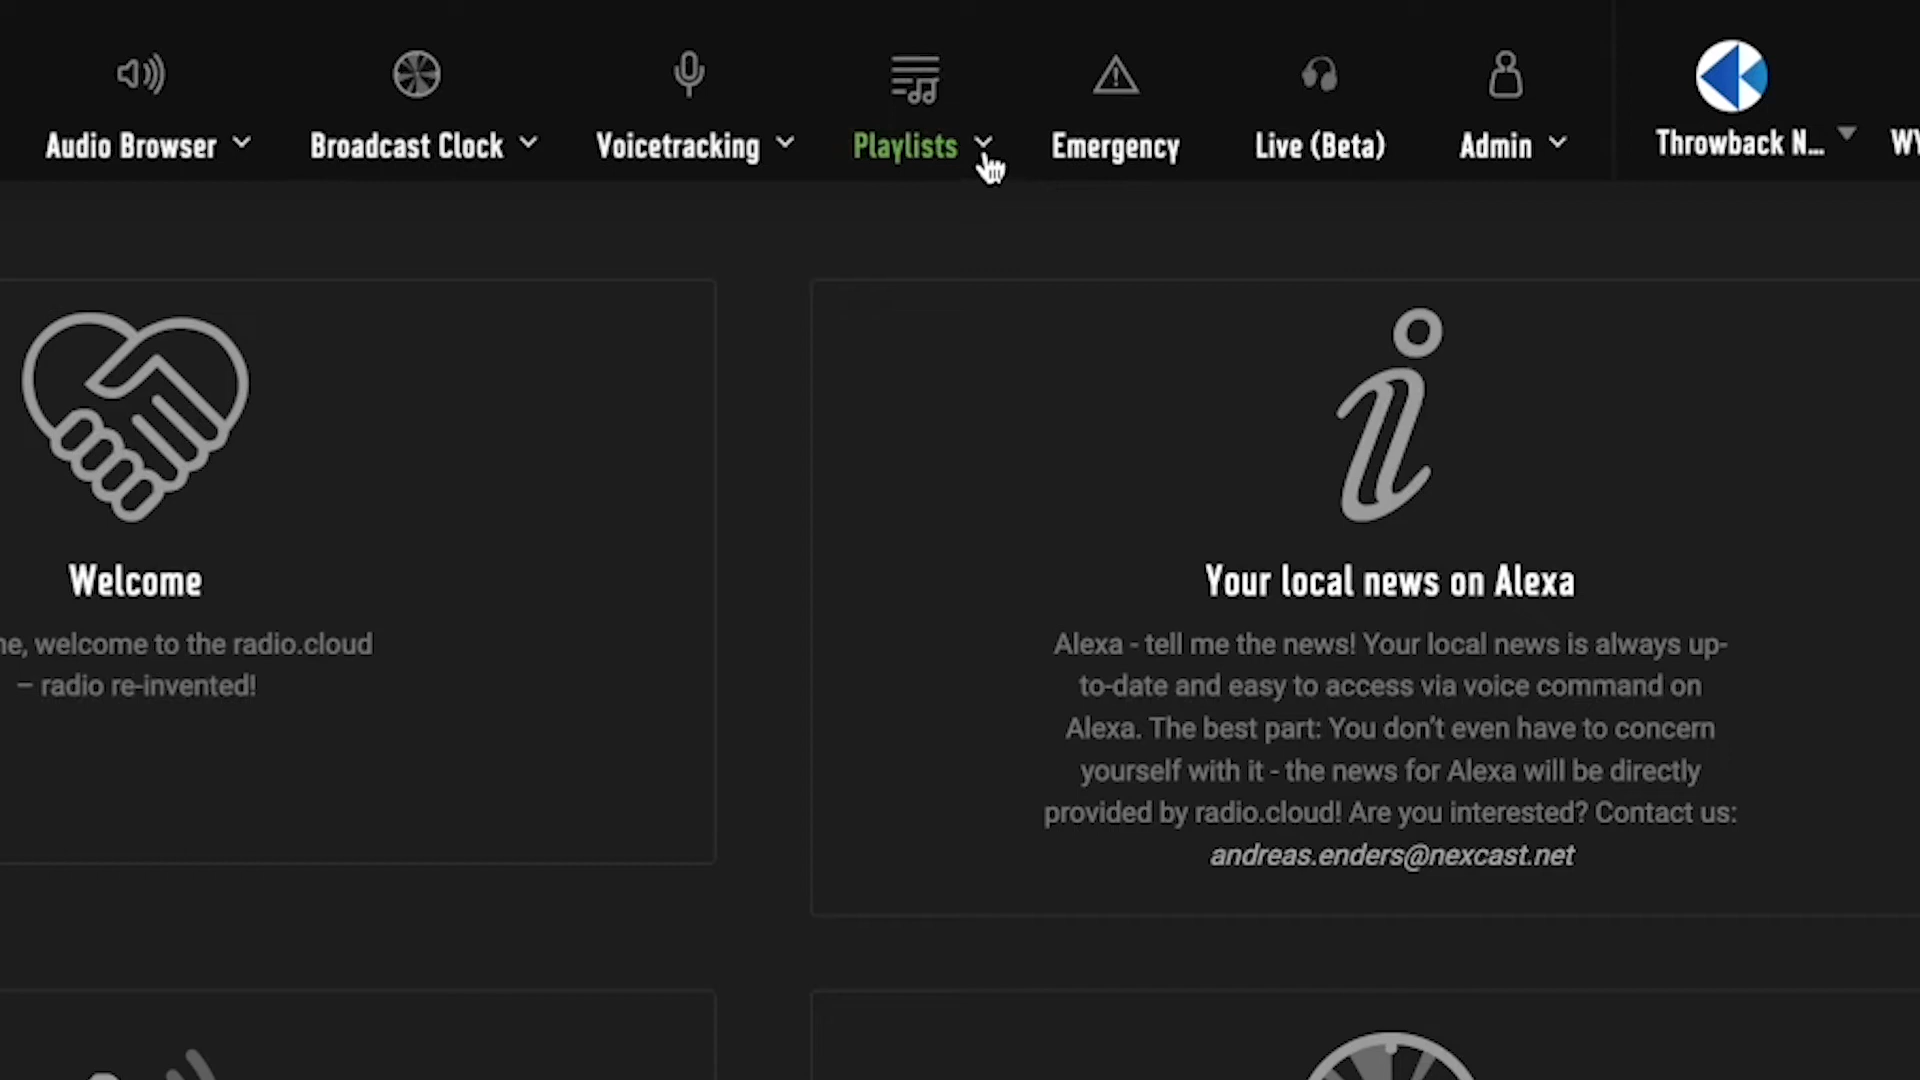 Audio Browser
Broadcast Clock
Voicetracking
Playlists
Emergency
Live (Beta)
Admin
Throwback N...
Welcome
welcome to the radio.cloud
– radio re-invented!
Your local news on Alexa
Alexa - tell me the news! Your local news is always up-
to-date and easy to access via voice command on
Alexa. The best part: You don't even have to concern
yourself with it - the news for Alexa will be directly
provided by radio.cloud! Are you interested? Contact us:
andreas.enders@nexcast.net